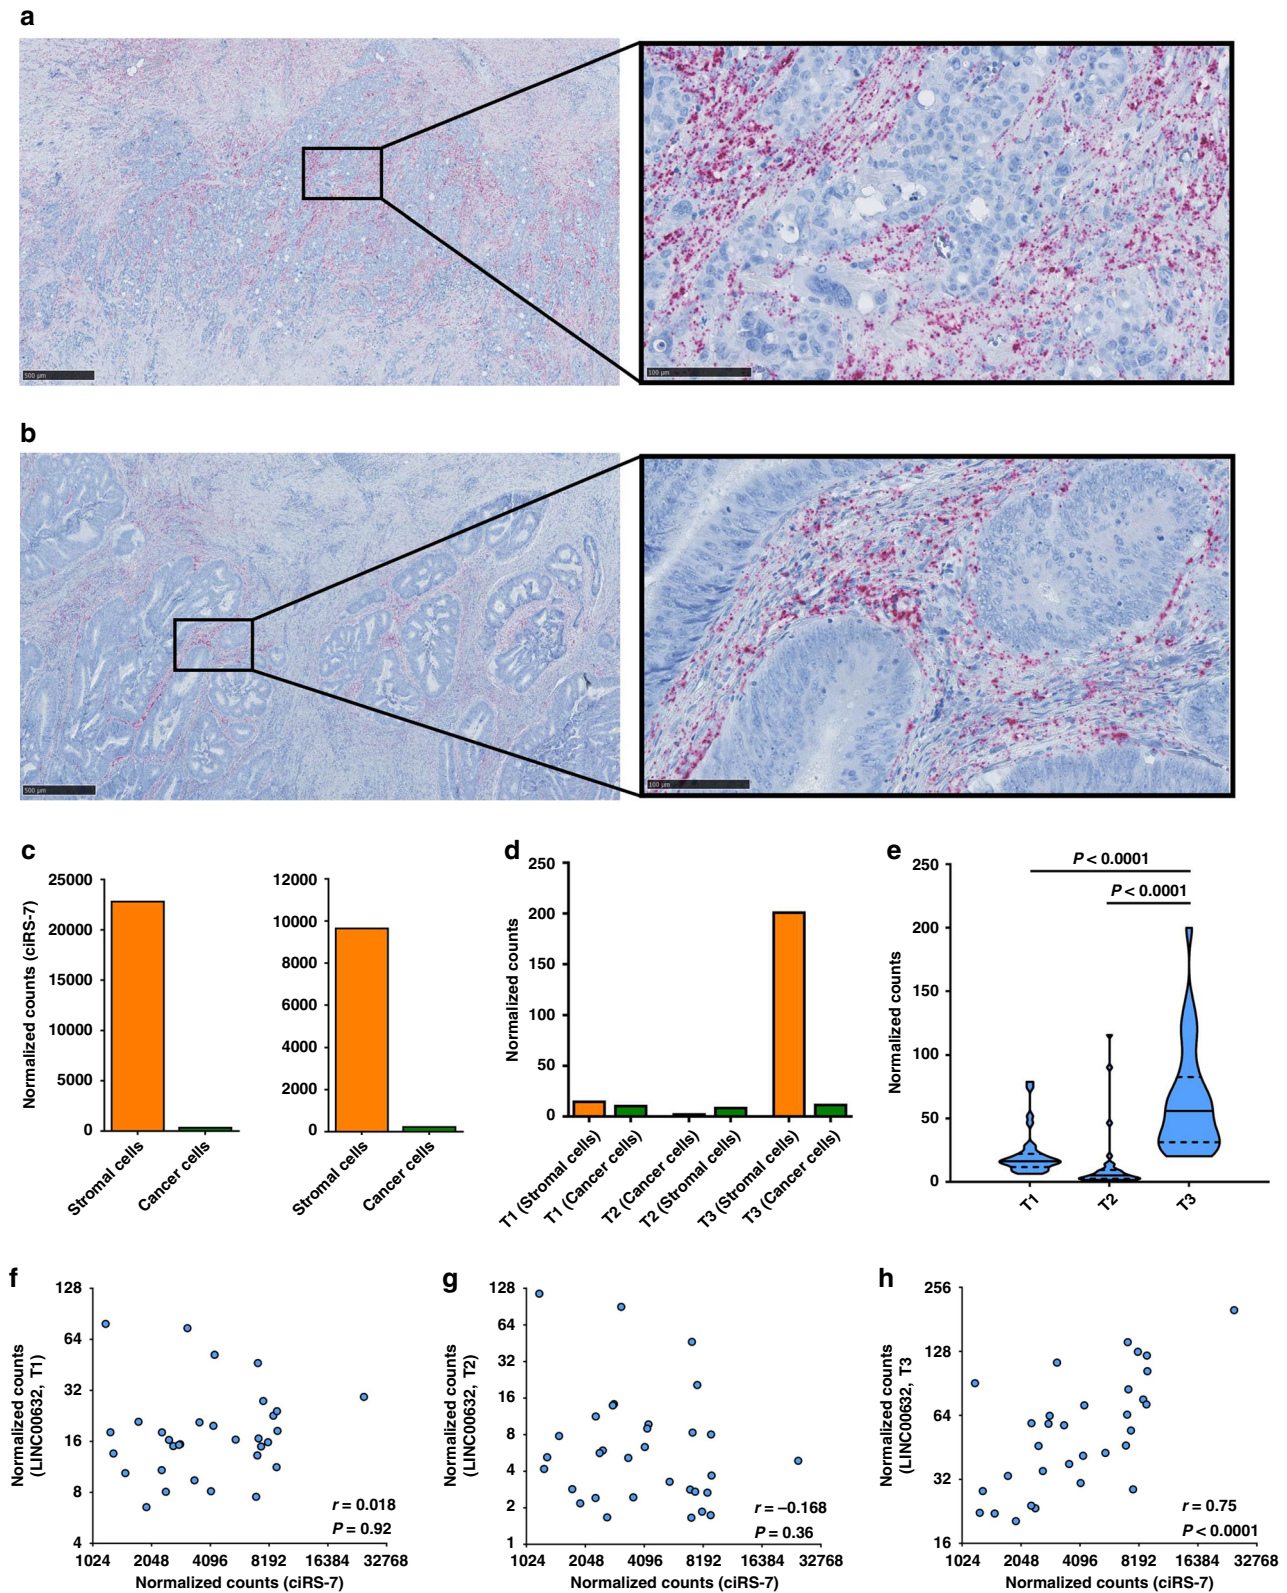 a
500 µm
100 µm
b
500 µm
100 µm
c
Normalized counts (ciRS-7)
25000
20000
15000
10000
5000
0
Stromal cells
Cancer cells
12000
10000
8000
6000
4000
2000
0
Stromal cells
Cancer cells
d
Normalized counts
250
200
150
100
50
0
T1 (Stromal cells)
T1 (Cancer cells)
T2 (Cancer cells)
T2 (Stromal cells)
T3 (Stromal cells)
T3 (Cancer cells)
e
Normalized counts
250
200
150
100
50
0
P < 0.0001
P < 0.0001
T1
T2
T3
f
Normalized counts
(LINC00632, T1)
128
64
32
16
8
4
r = 0.018
P = 0.92
1024 2048 4096 8192 16384 32768
Normalized counts (ciRS-7)
g
Normalized counts
(LINC00632, T2)
128
64
32
16
8
4
2
1
r = –0.168
P = 0.36
1024 2048 4096 8192 16384 32768
Normalized counts (ciRS-7)
h
Normalized counts
(LINC00632, T3
256
128
64
32
16
r = 0.75
P < 0.0001
1024 2048 4096 8192 16384 32768
Normalized counts (ciRS-7)